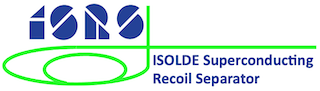 ISRS
ISOLDE Superconducting
Recoil Separator